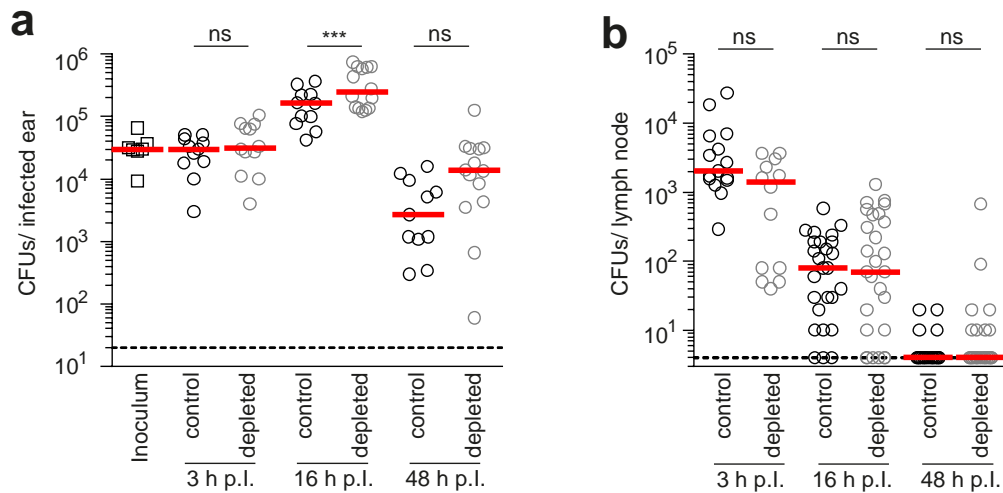 a
ns
***
ns
CFUs/ infected ear
10^6
10^5
10^4
10^3
10^2
10^1
Inoculum
control
depleted
control
depleted
control
depleted
3 h p.I.
16 h p.I.
48 h p.I.
b
ns
ns
ns
CFUs/ lymph node
10^5
10^4
10^3
10^2
10^1
control
depleted
control
depleted
control
depleted
3 h p.I.
16 h p.I.
48 h p.I.